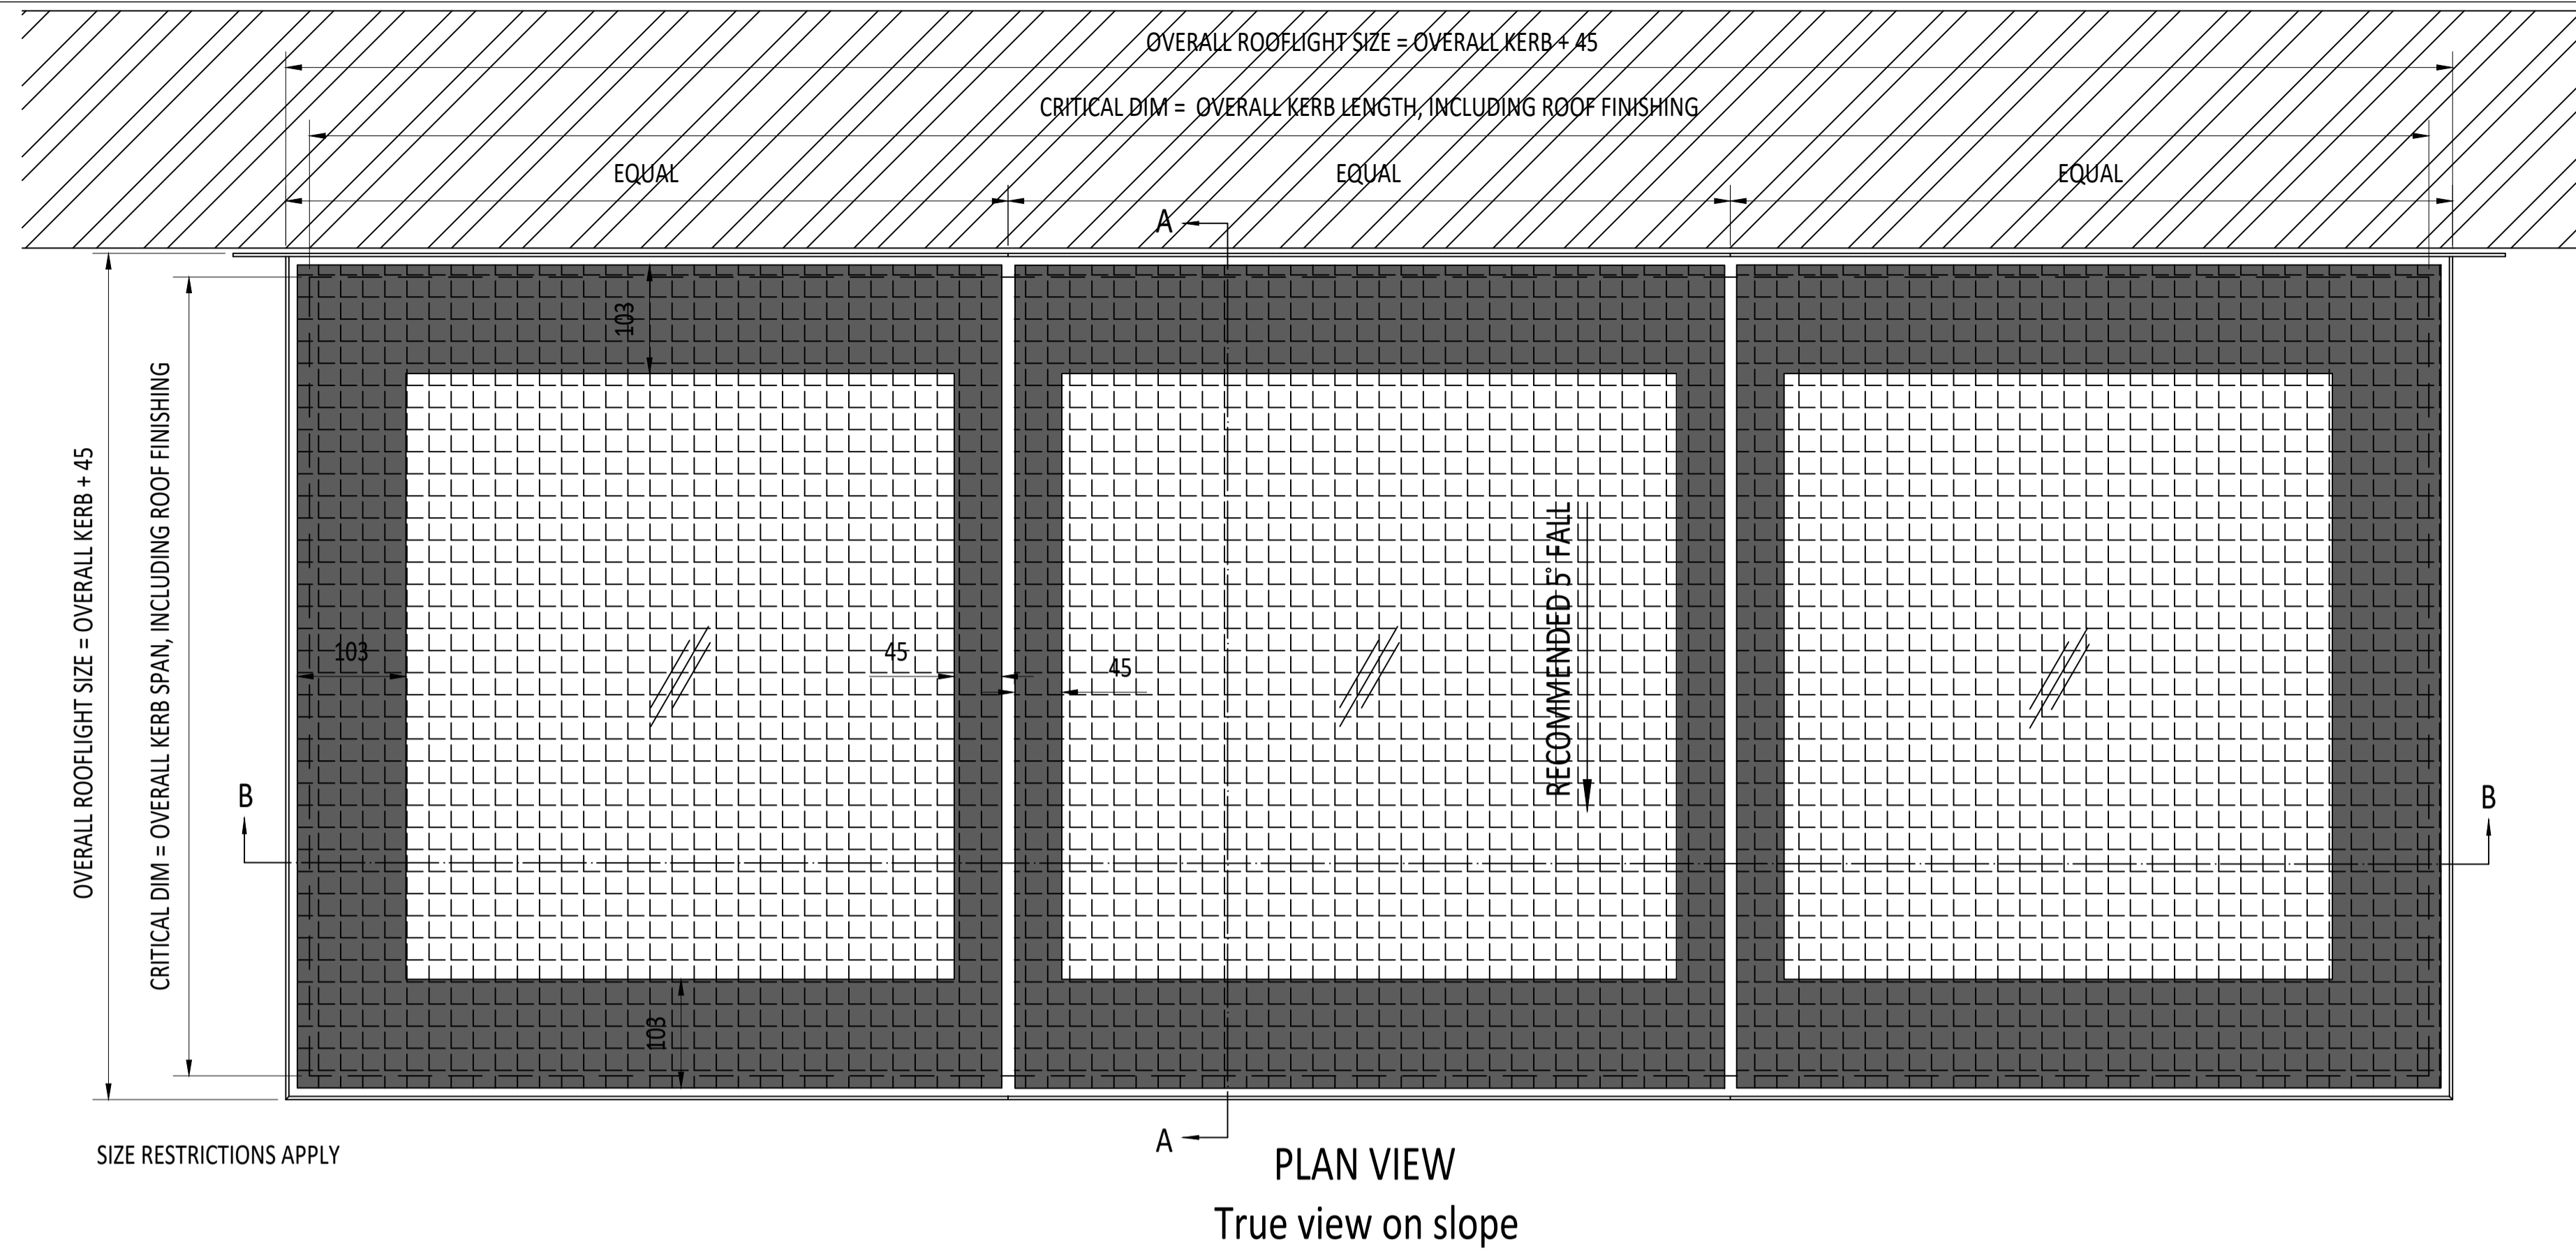 OVERALL ROOFLIGHT SIZE = OVERALL KERB + 45
CRITICAL DIM = OVERALL KERB LENGTH, INCLUDING ROOF FINISHING
EQUAL
EQUAL
EQUAL
A
103
OVERALL ROOFLIGHT SIZE = OVERALL KERB + 45
CRITICAL DIM = OVERALL KERB SPAN, INCLUDING ROOF FINISHING
103
45
45
RECOMMENDED 5° FALL
B
B
103
A
SIZE RESTRICTIONS APPLY
PLAN VIEW
True view on slope